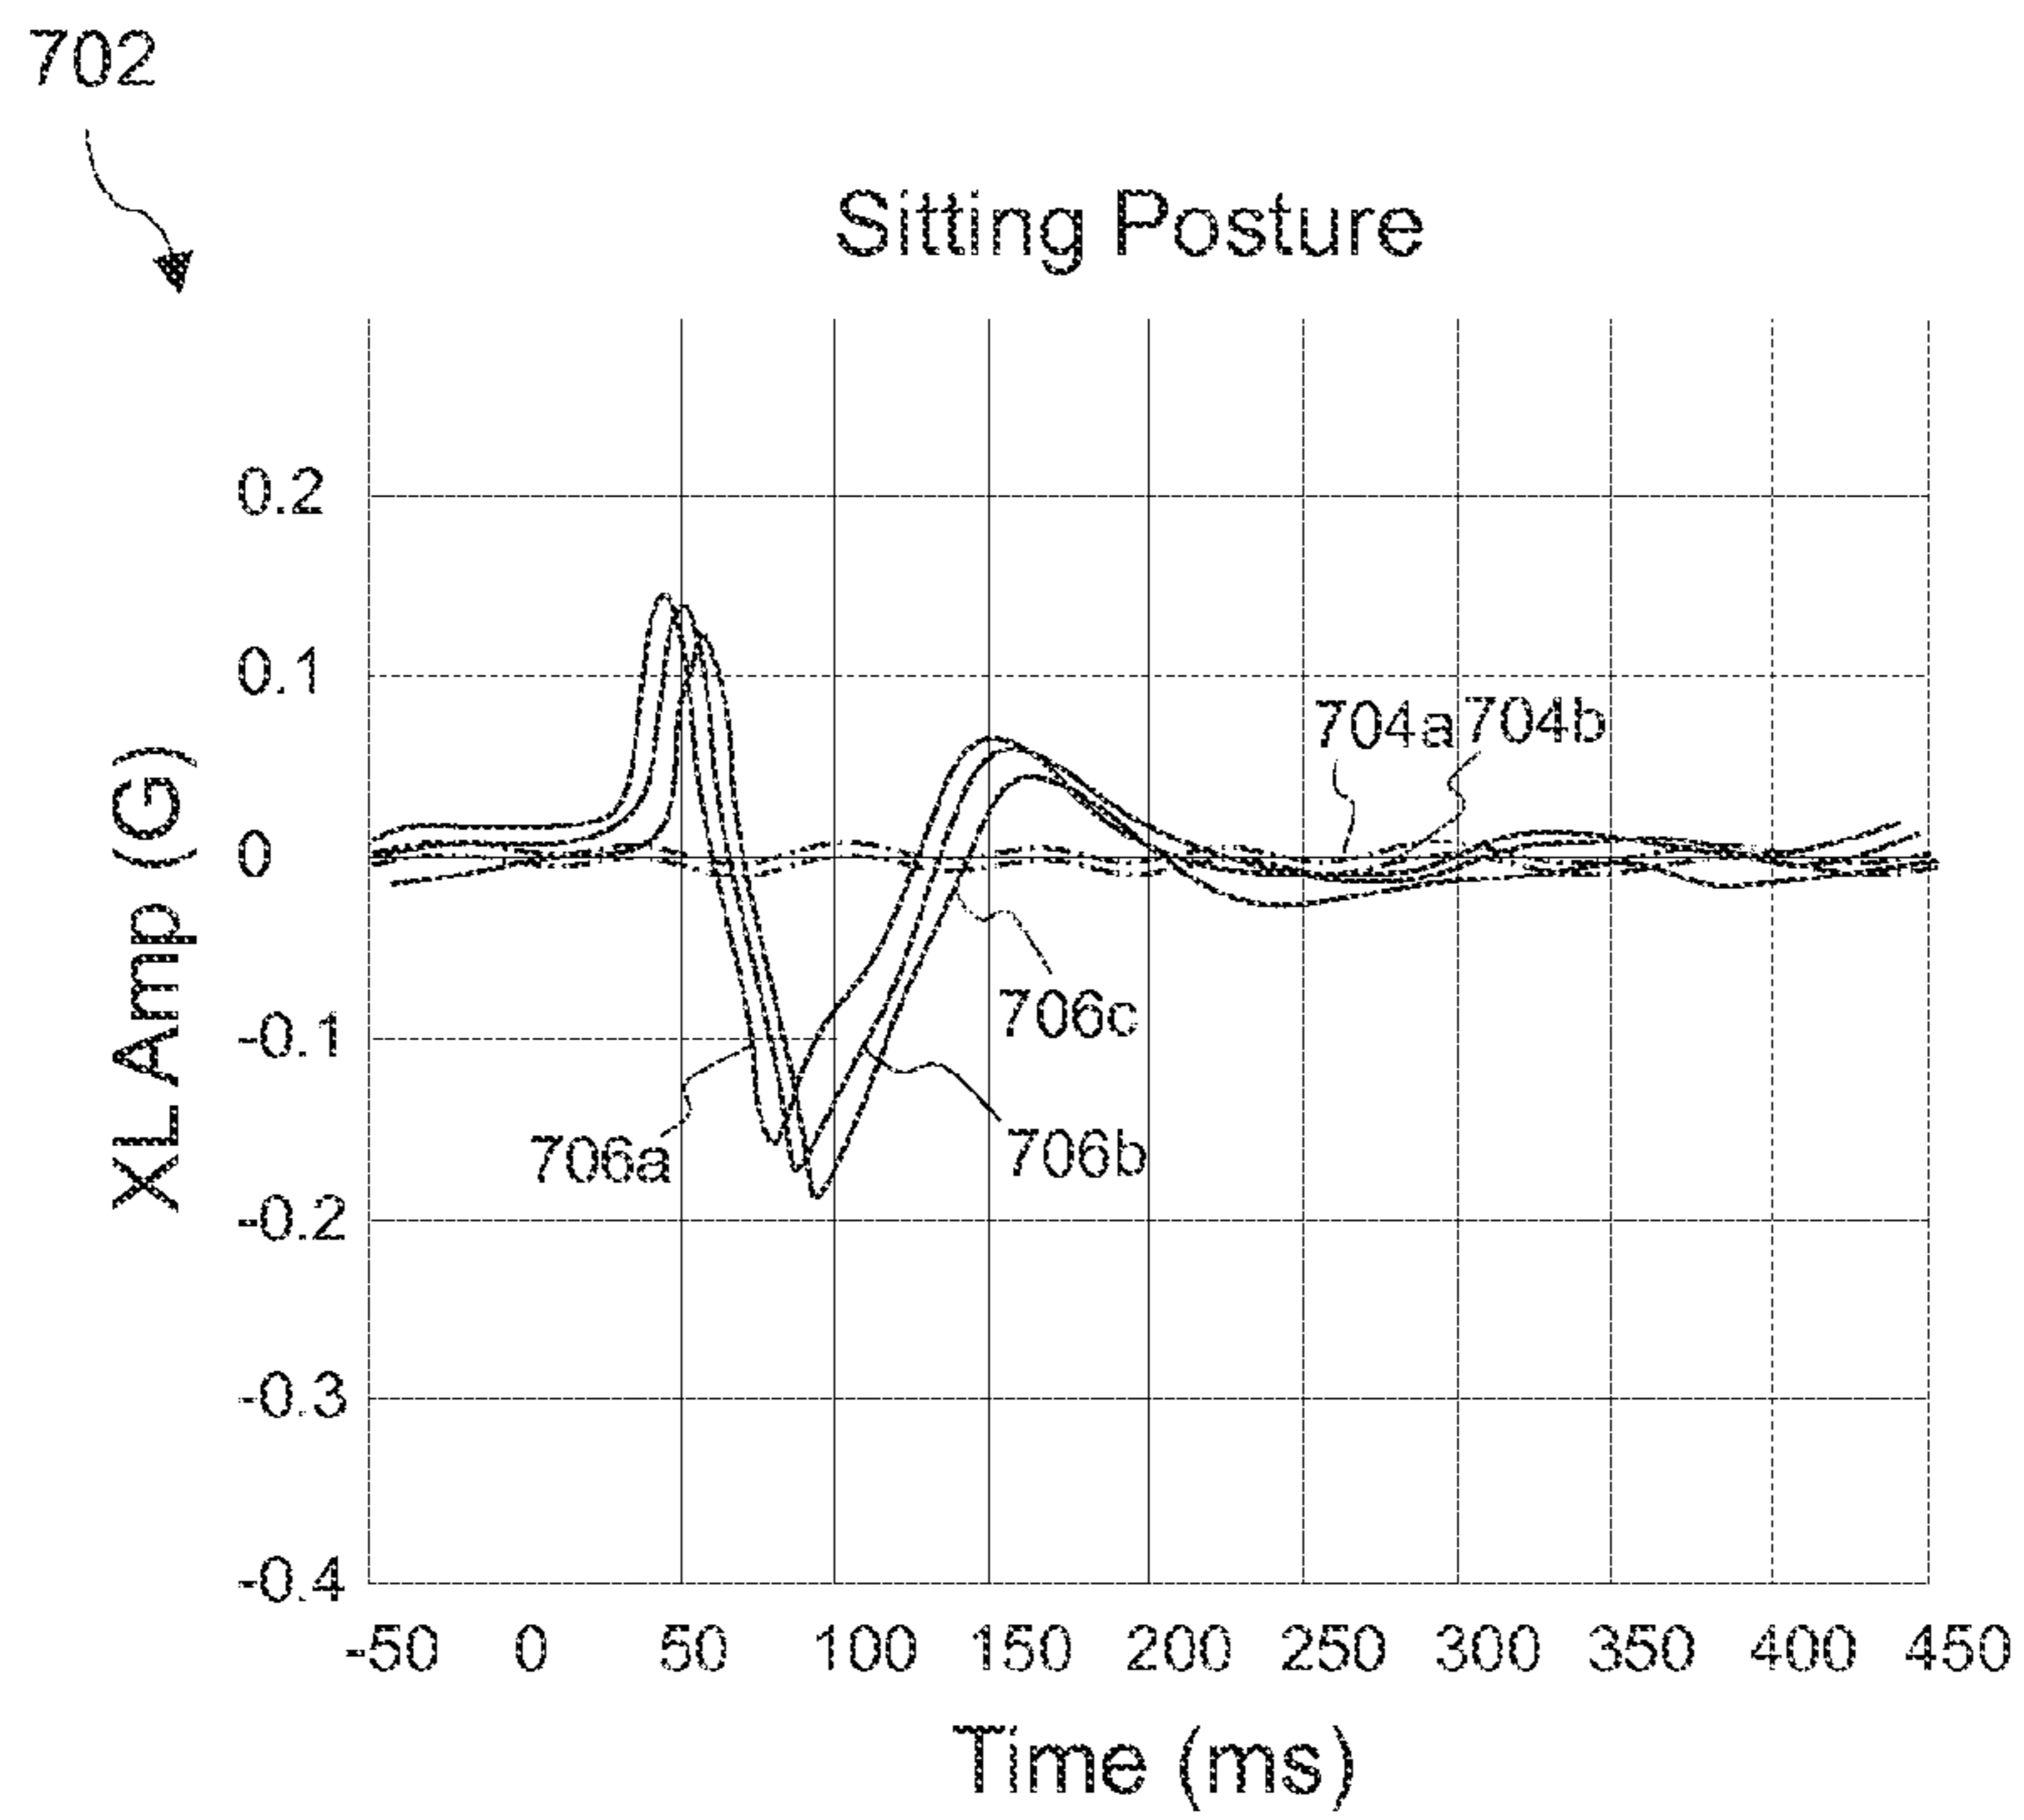 702
Sitting Posture
0.2
0.1
704a 704b
0
XL Amp (G)
706c
-0.1
706a
706b
-0.2
-0.3
-0.4
-50 0 50 100 150 200 250 300 350 400 450
Time (ms)